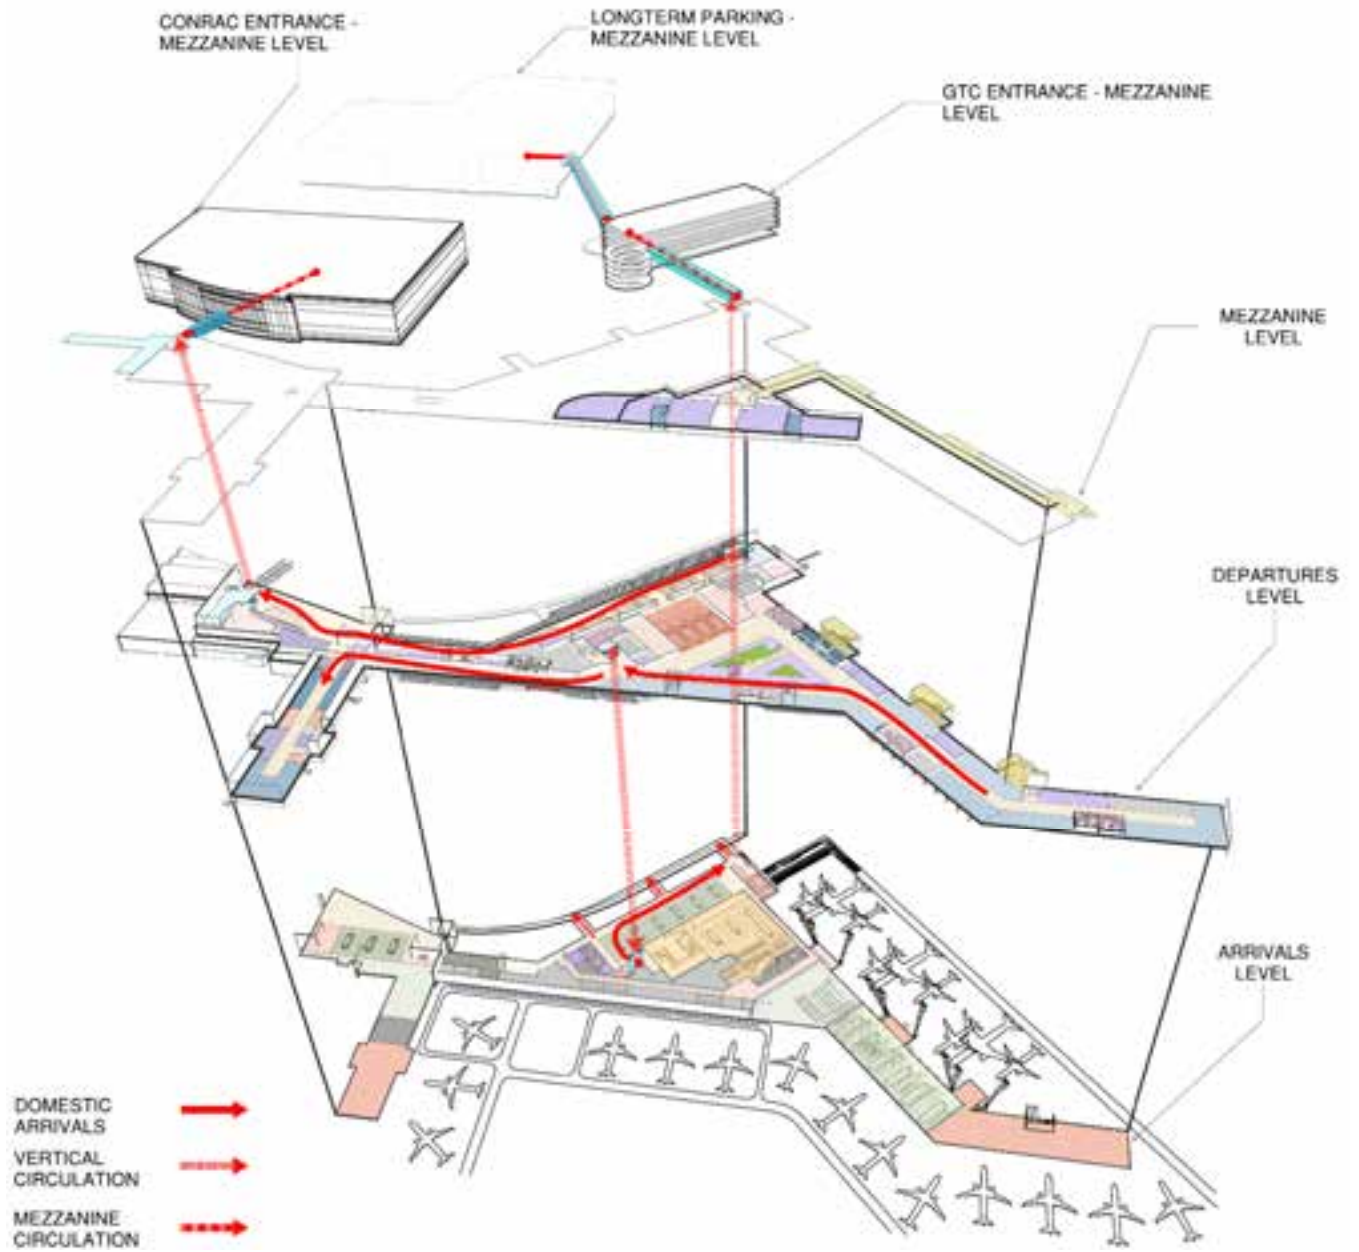 CONRAC ENTRANCE -
MEZZANINE LEVEL
LONGTERM PARKING -
MEZZANINE LEVEL
GTC ENTRANCE - MEZZANINE
LEVEL
MEZZANINE
LEVEL
DEPARTURES
LEVEL
ARRIVALS
LEVEL
DOMESTIC
ARRIVALS
VERTICAL
CIRCULATION
MEZZANINE
CIRCULATION